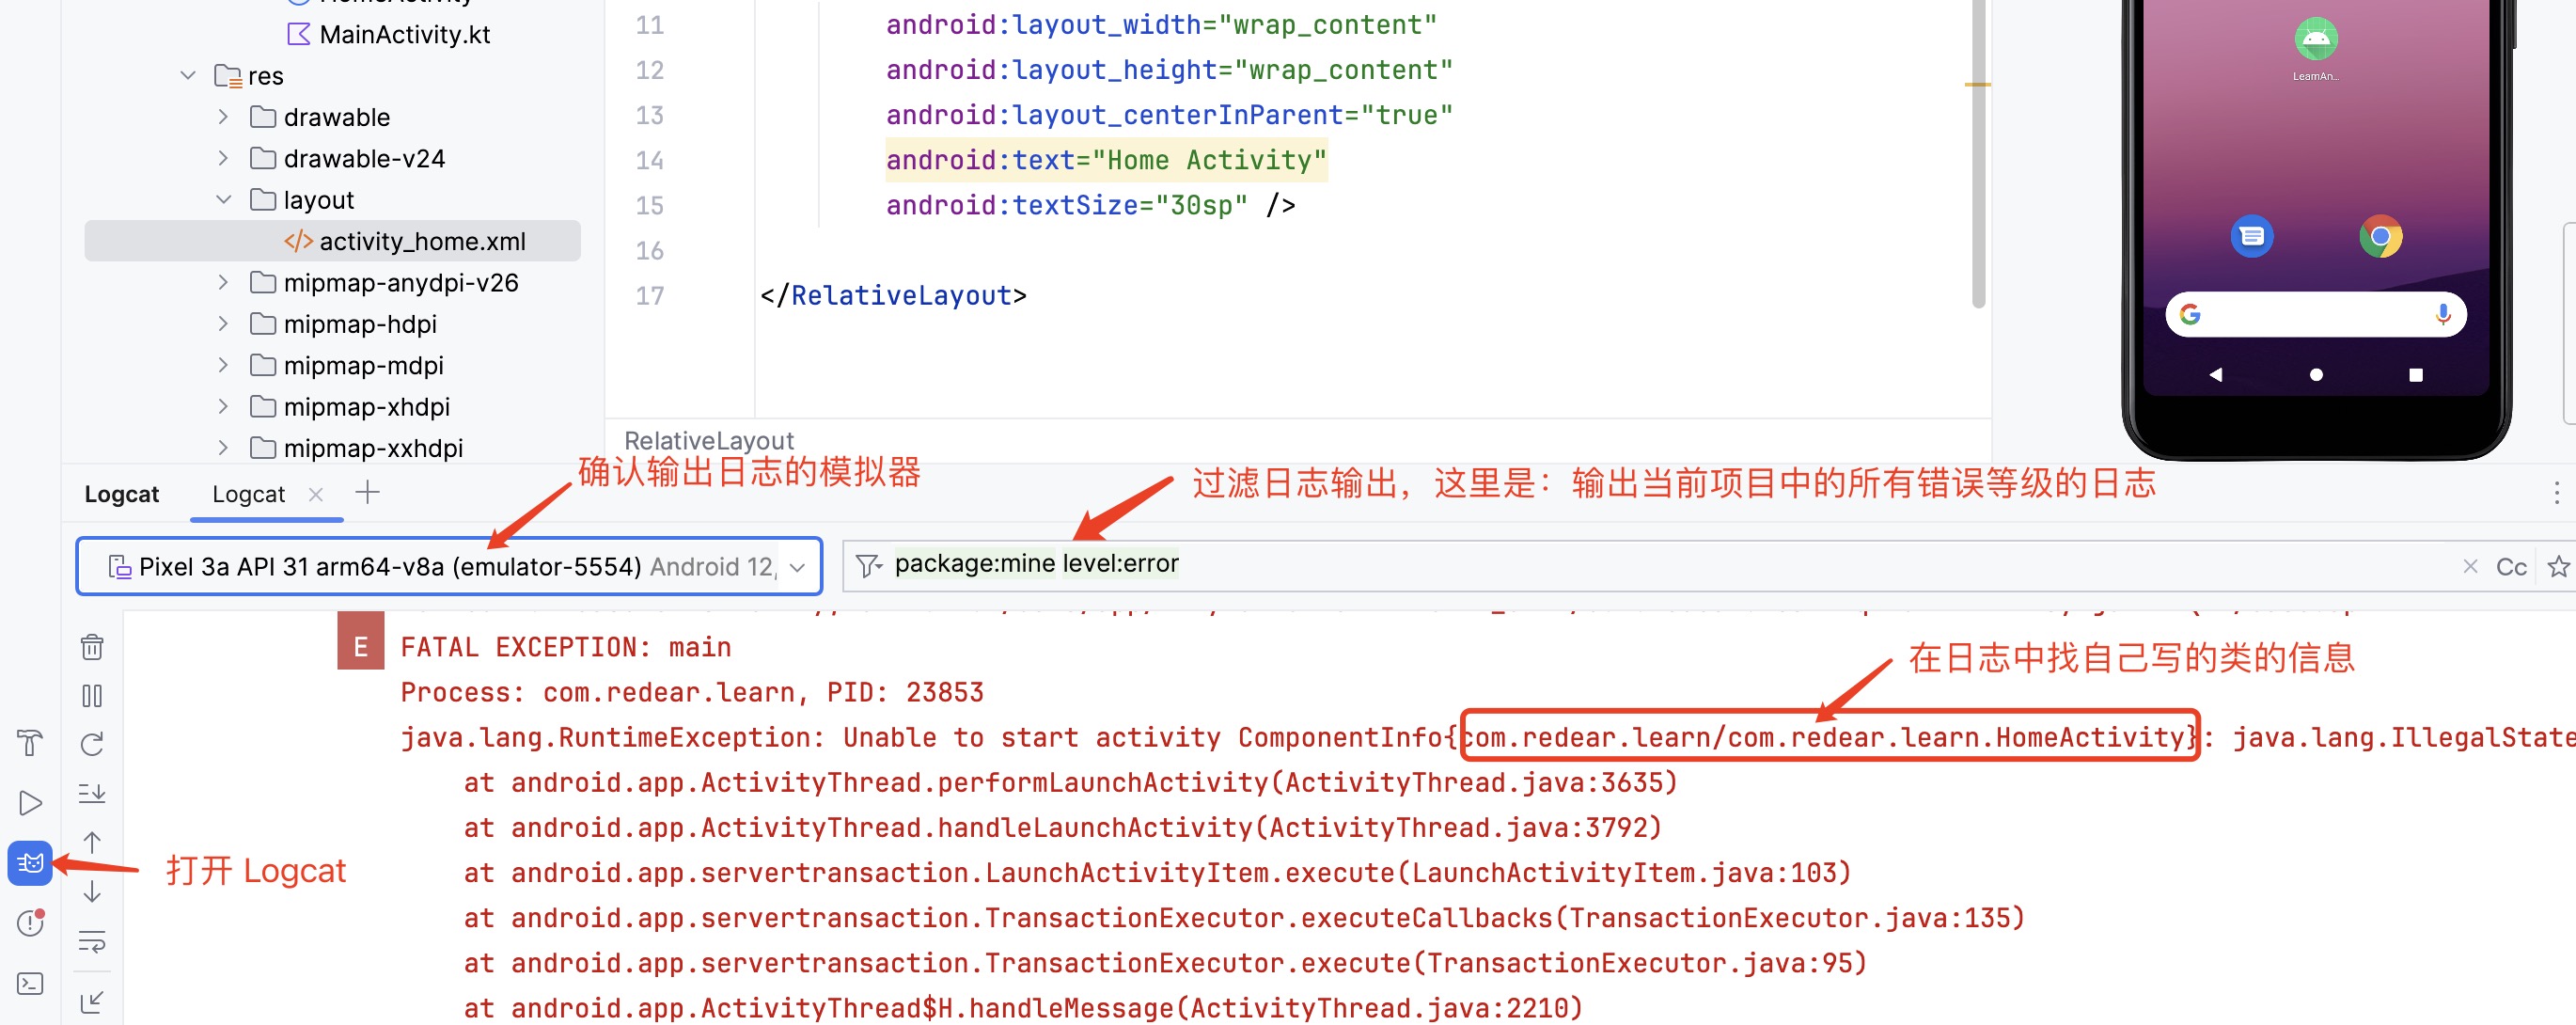 MainActivity.kt
res
drawable
drawable-v24
layout
activity_home.xml
mipmap-anydpi-v26
mipmap-hdpi
mipmap-mdpi
mipmap-xhdpi
mipmap-xxhdpi
11 android:layout_width="wrap_content"
12 android:layout_height="wrap_content"
13 android:layout_centerInParent="true"
14 android:text="Home Activity"
15 android:textSize="30sp" />
16
17 </RelativeLayout>
RelativeLayout
LearnAn...
确认输出日志的模拟器
过滤日志输出，这里是：输出当前项目中的所有错误等级的日志
Logcat Logcat
Pixel 3a API 31 arm64-v8a (emulator-5554) Android 12,
package:mine level:error
Cc
E FATAL EXCEPTION: main
在日志中找自己写的类的信息
Process: com.redear.learn, PID: 23853
java.lang.RuntimeException: Unable to start activity ComponentInfo{com.redear.learn/com.redear.learn.HomeActivity}: java.lang.IllegalState
at android.app.ActivityThread.performLaunchActivity(ActivityThread.java:3635)
at android.app.ActivityThread.handleLaunchActivity(ActivityThread.java:3792)
at android.app.servertransaction.LaunchActivityItem.execute(LaunchActivityItem.java:103)
at android.app.servertransaction.TransactionExecutor.executeCallbacks(TransactionExecutor.java:135)
at android.app.servertransaction.TransactionExecutor.execute(TransactionExecutor.java:95)
at android.app.ActivityThread$H.handleMessage(ActivityThread.java:2210)
打开 Logcat